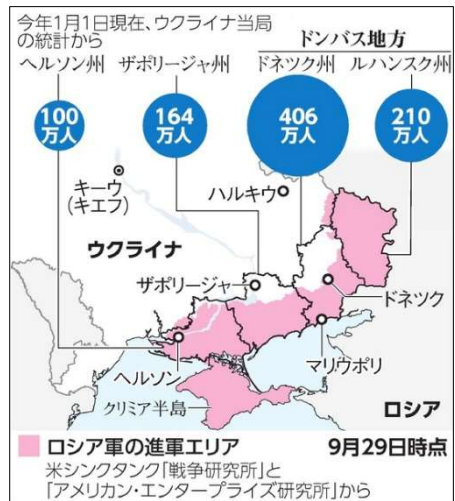 今年1月1日現在、ウクライナ当局
の統計から
ドンバス地方
ヘルソン州 ザポリージャ州 ドネツク州 ルハンスク州
100
万人
164
万人
406
万人
210
万人
キーウ
(キエフ)
ハルキウ
ウクライナ
ザポリージャ
ドネツク
ヘルソン
マリウポリ
クリミア半島
ロシア
ロシア軍の進軍エリア 9月29日時点
米シンクタンク「戦争研究所」と
「アメリカン・エンタープライズ研究所」から